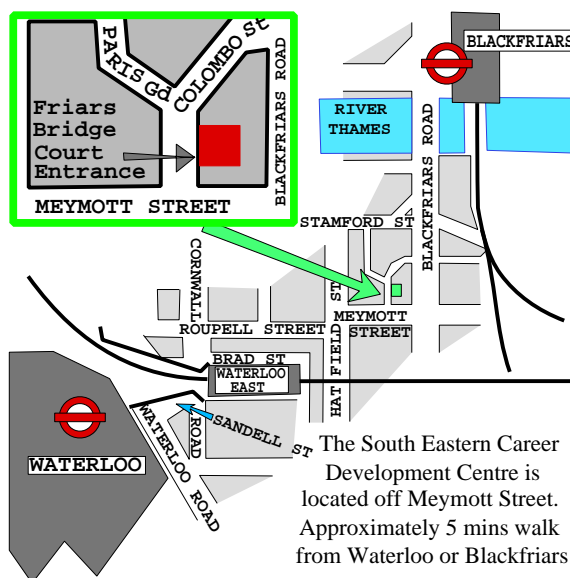 PARIS Gd
COLOMBO St
BLACKFRIARS ROAD
Friars
Bridge
Court
Entrance
MEYMOTT STREET
BLACKFRIARS
RIVER
THAMES
BLACKFRIARS ROAD
STAMFORD ST
CORNWALL
ROAD
HAT FIELD ST
MEYMOTT
STREET
ROUPELL STREET
BRAD ST
WATERLOO
EAST
SANDELL ST
WATERLOO ROAD
WATERLOO
The South Eastern Career
Development Centre is
located off Meymott Street.
Approximately 5 mins walk
from Waterloo or Blackfriars